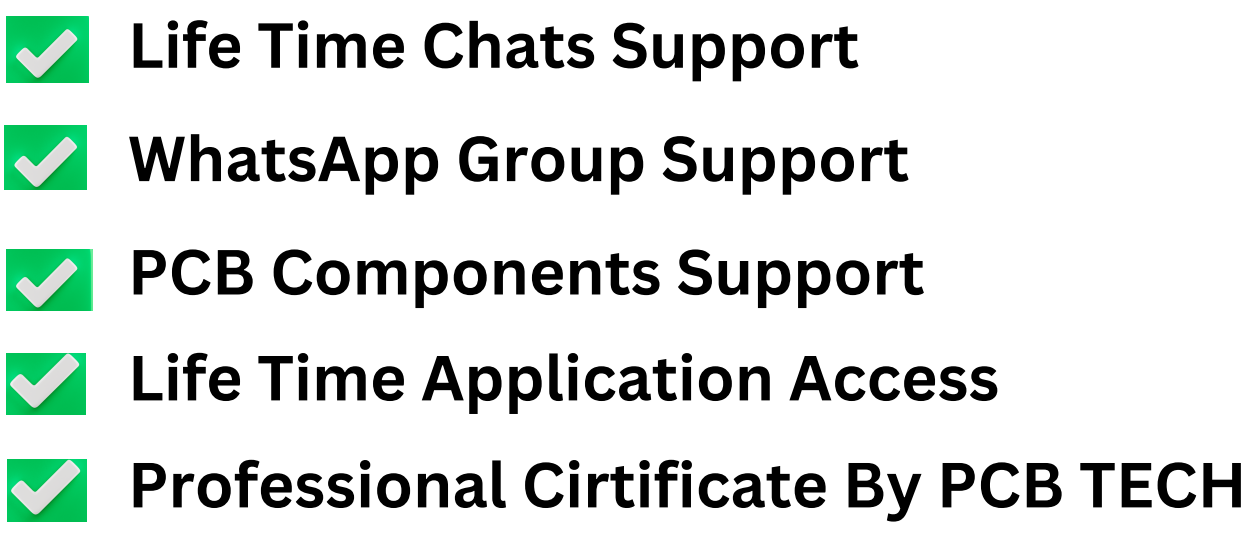 Life Time Chats Support
WhatsApp Group Support
PCB Components Support
Life Time Application Access
Professional Cirtificate By PCB TECH